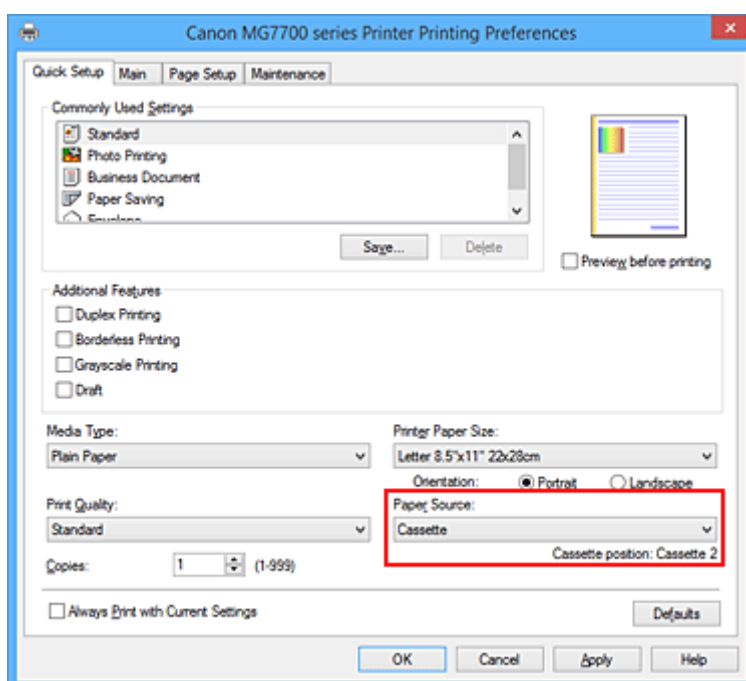 Canon MG7700 series Printer Printing Preferences
Quick Setup Main Page Setup Maintenance
Commonly Used Settings
Standard
Photo Printing
Business Document
Paper Saving
Envelope
Save... Delete
Preview before printing
Additional Features
Duplex Printing
Borderless Printing
Grayscale Printing
Draft
Media Type: Printer Paper Size:
Plain Paper Letter 8.5"x11" 22x28cm
Orientation: Portrait Landscape
Print Quality: Paper Source:
Standard Cassette
Cassette position: Cassette 2
Copies: 1 (1-999)
Always Print with Current Settings Defaults
OK Cancel Apply Help